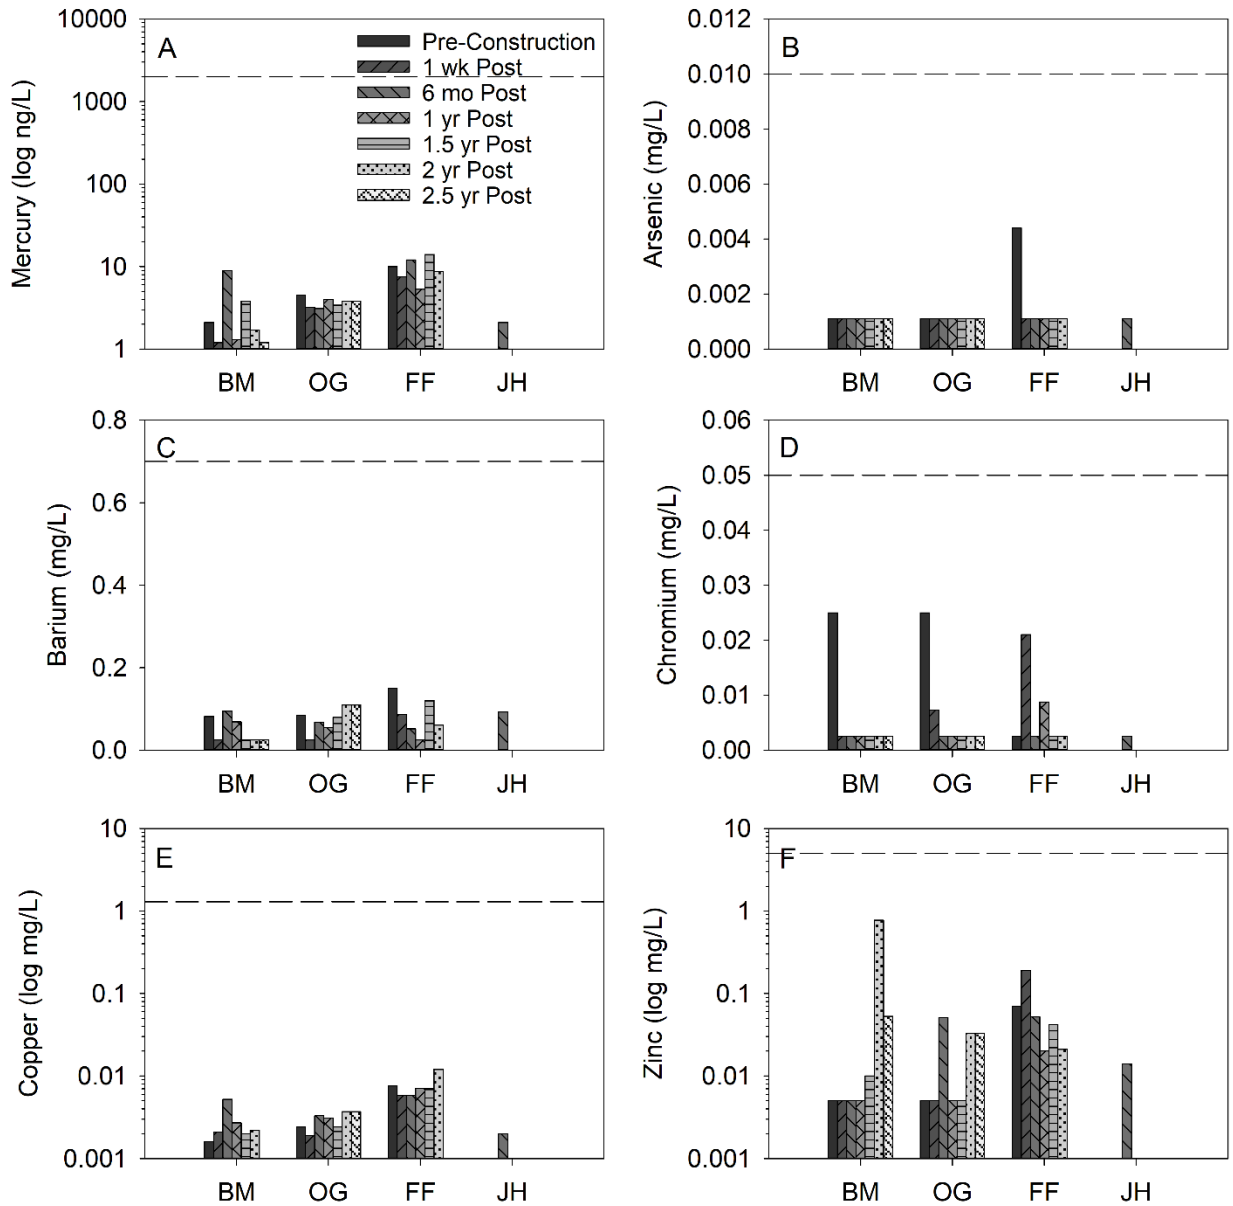 A
Mercury (log ng/L)
10000
1000
100
10
1
Pre-Construction
1 wk Post
6 mo Post
1 yr Post
1.5 yr Post
2 yr Post
2.5 yr Post
BM OG FF JH
B
Arsenic (mg/L)
0.012
0.010
0.008
0.006
0.004
0.002
0.000
BM OG FF JH
C
Barium (mg/L)
0.8
0.6
0.4
0.2
0.0
BM OG FF JH
D
Chromium (mg/L)
0.06
0.05
0.04
0.03
0.02
0.01
0.00
BM OG FF JH
E
Copper (log mg/L)
10
1
0.1
0.01
0.001
BM OG FF JH
F
Zinc (log mg/L)
10
1
0.1
0.01
0.001
BM OG FF JH